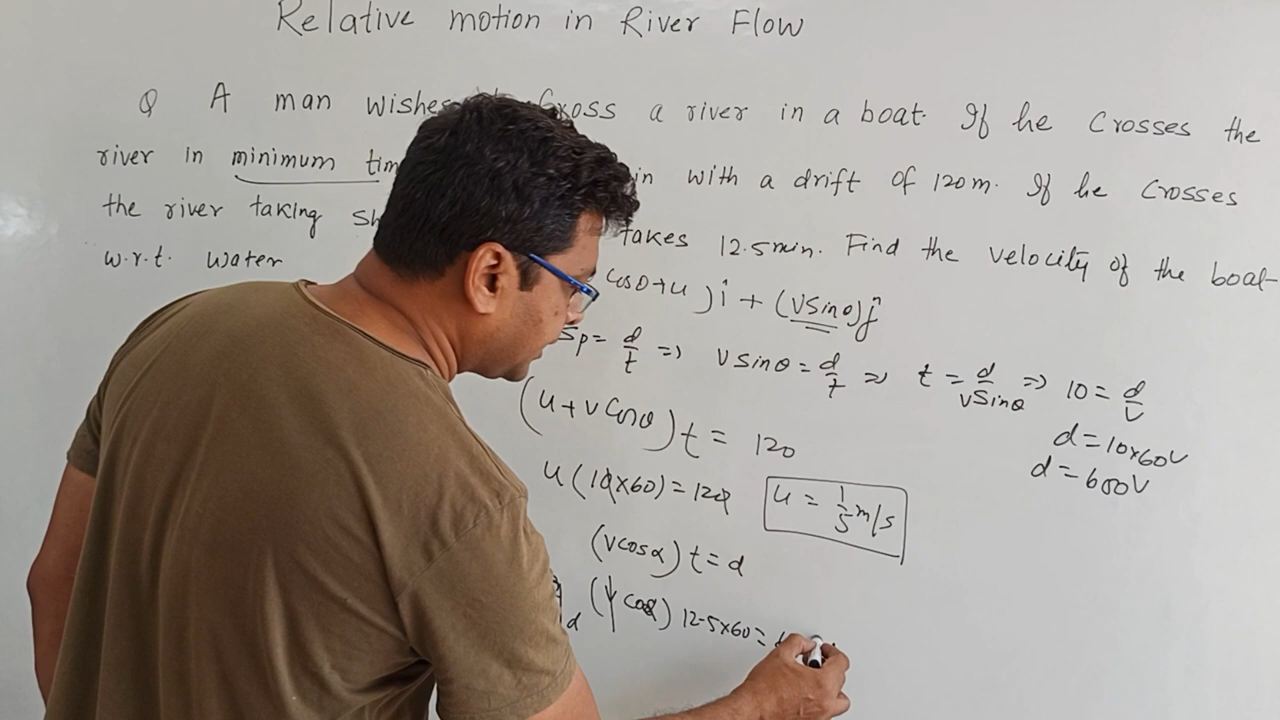 Relative motion in River Flow
Q A man wishes Cross a river in a boat. If he Crosses the
river in minimum tim in with a drift of 120m. If he Crosses
the river taking sh takes 12.5min. Find the velocity of the boat
w.r.t. water
cosθ+u ) î + (vsinθ) ĵ
Sp = d/t => vsinθ = d/t => t = d/vsinθ => 10 = d/v
d = 10×60v
d = 600v
(u + v cosθ) t = 120
u (10×60) = 120 u = 1/5 m/s
(vcosα) t = d
(v cosα) 12.5×60 =